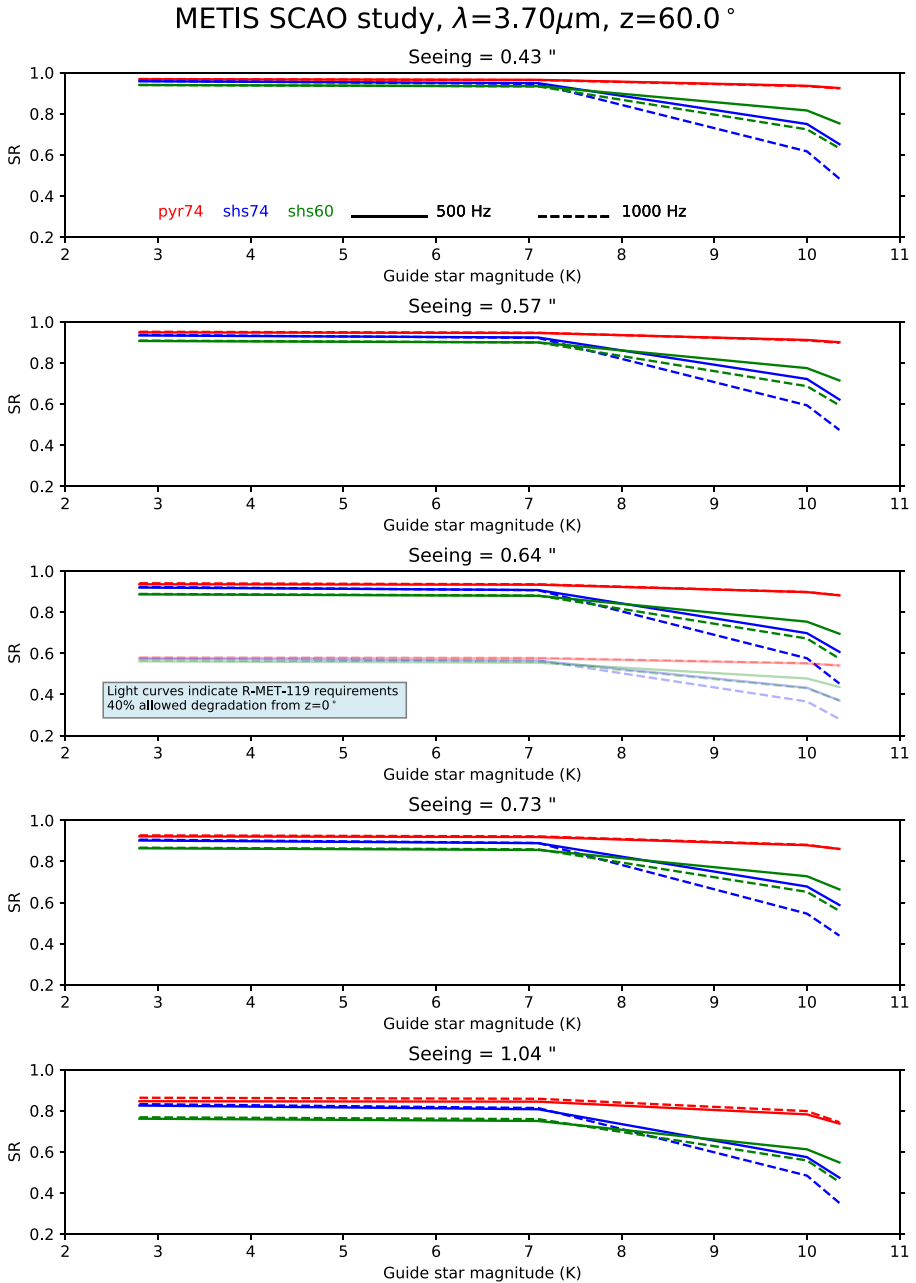 METIS SCAO study, λ=3.70μm, z=60.0°
Seeing = 0.43 "
1.0
0.8
0.6
0.4
0.2
SR
pyr74 shs74 shs60 500 Hz 1000 Hz
2 3 4 5 6 7 8 9 10 11
Guide star magnitude (K)
Seeing = 0.57 "
1.0
0.8
0.6
0.4
0.2
SR
2 3 4 5 6 7 8 9 10 11
Guide star magnitude (K)
Seeing = 0.64 "
1.0
0.8
0.6
0.4
0.2
SR
Light curves indicate R-MET-119 requirements
40% allowed degradation from z=0°
2 3 4 5 6 7 8 9 10 11
Guide star magnitude (K)
Seeing = 0.73 "
1.0
0.8
0.6
0.4
0.2
SR
2 3 4 5 6 7 8 9 10 11
Guide star magnitude (K)
Seeing = 1.04 "
1.0
0.8
0.6
0.4
0.2
SR
2 3 4 5 6 7 8 9 10 11
Guide star magnitude (K)